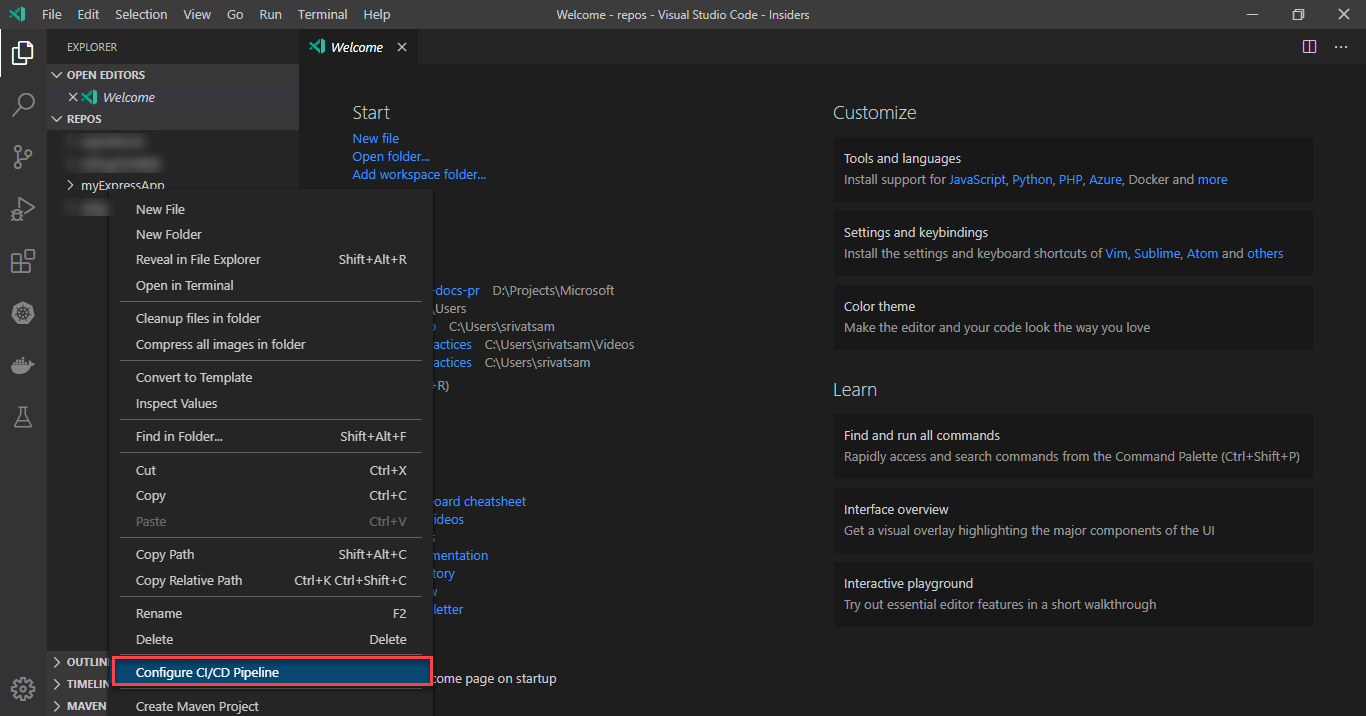 File Edit Selection View Go Run Terminal Help
Welcome - repos - Visual Studio Code - Insiders
EXPLORER
OPEN EDITORS
Welcome
REPOS
myExpressApp
OUTLIN
TIMELIN
MAVEN
New File
New Folder
Reveal in File Explorer Shift+Alt+R
Open in Terminal
Cleanup files in folder
Compress all images in folder
Convert to Template
Inspect Values
Find in Folder... Shift+Alt+F
Cut Ctrl+X
Copy Ctrl+C
Paste Ctrl+V
Copy Path Shift+Alt+C
Copy Relative Path Ctrl+K Ctrl+Shift+C
Rename F2
Delete Delete
Configure CI/CD Pipeline
Create Maven Project
Welcome
Start
New file
Open folder...
Add workspace folder...
-docs-pr D:\Projects\Microsoft
\Users
C:\Users\srivatsam
actices C:\Users\srivatsam\Videos
actices C:\Users\srivatsam
+R)
oard cheatsheet
ideos
s
mentation
tory
w
letter
come page on startup
Customize
Tools and languages
Install support for JavaScript, Python, PHP, Azure, Docker and more
Settings and keybindings
Install the settings and keyboard shortcuts of Vim, Sublime, Atom and others
Color theme
Make the editor and your code look the way you love
Learn
Find and run all commands
Rapidly access and search commands from the Command Palette (Ctrl+Shift+P)
Interface overview
Get a visual overlay highlighting the major components of the UI
Interactive playground
Try out essential editor features in a short walkthrough